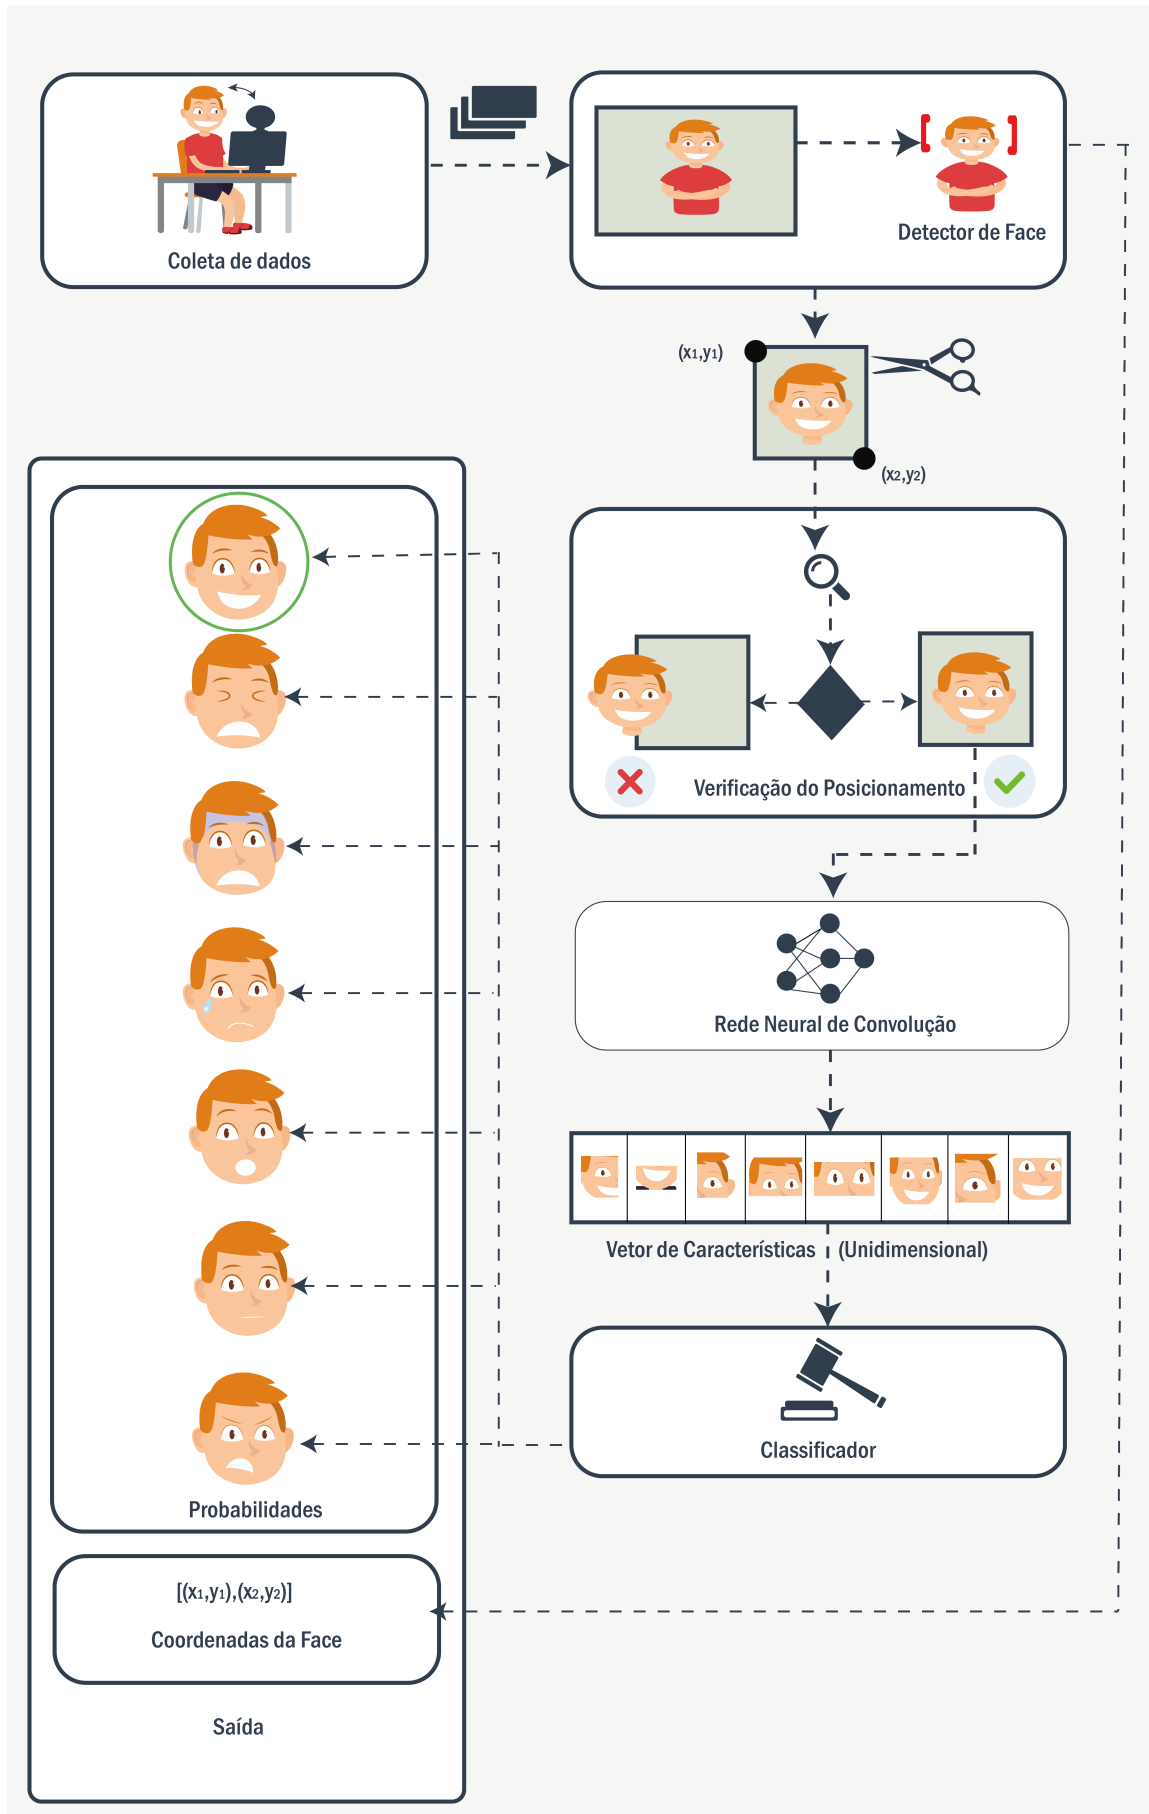 Coleta de dados
Detector de Face
(x1,y1)
(x2,y2)
Verificação do Posicionamento
Rede Neural de Convolução
Vetor de Características (Unidimensional)
Classificador
Probabilidades
[(x1,y1),(x2,y2)]
Coordenadas da Face
Saída